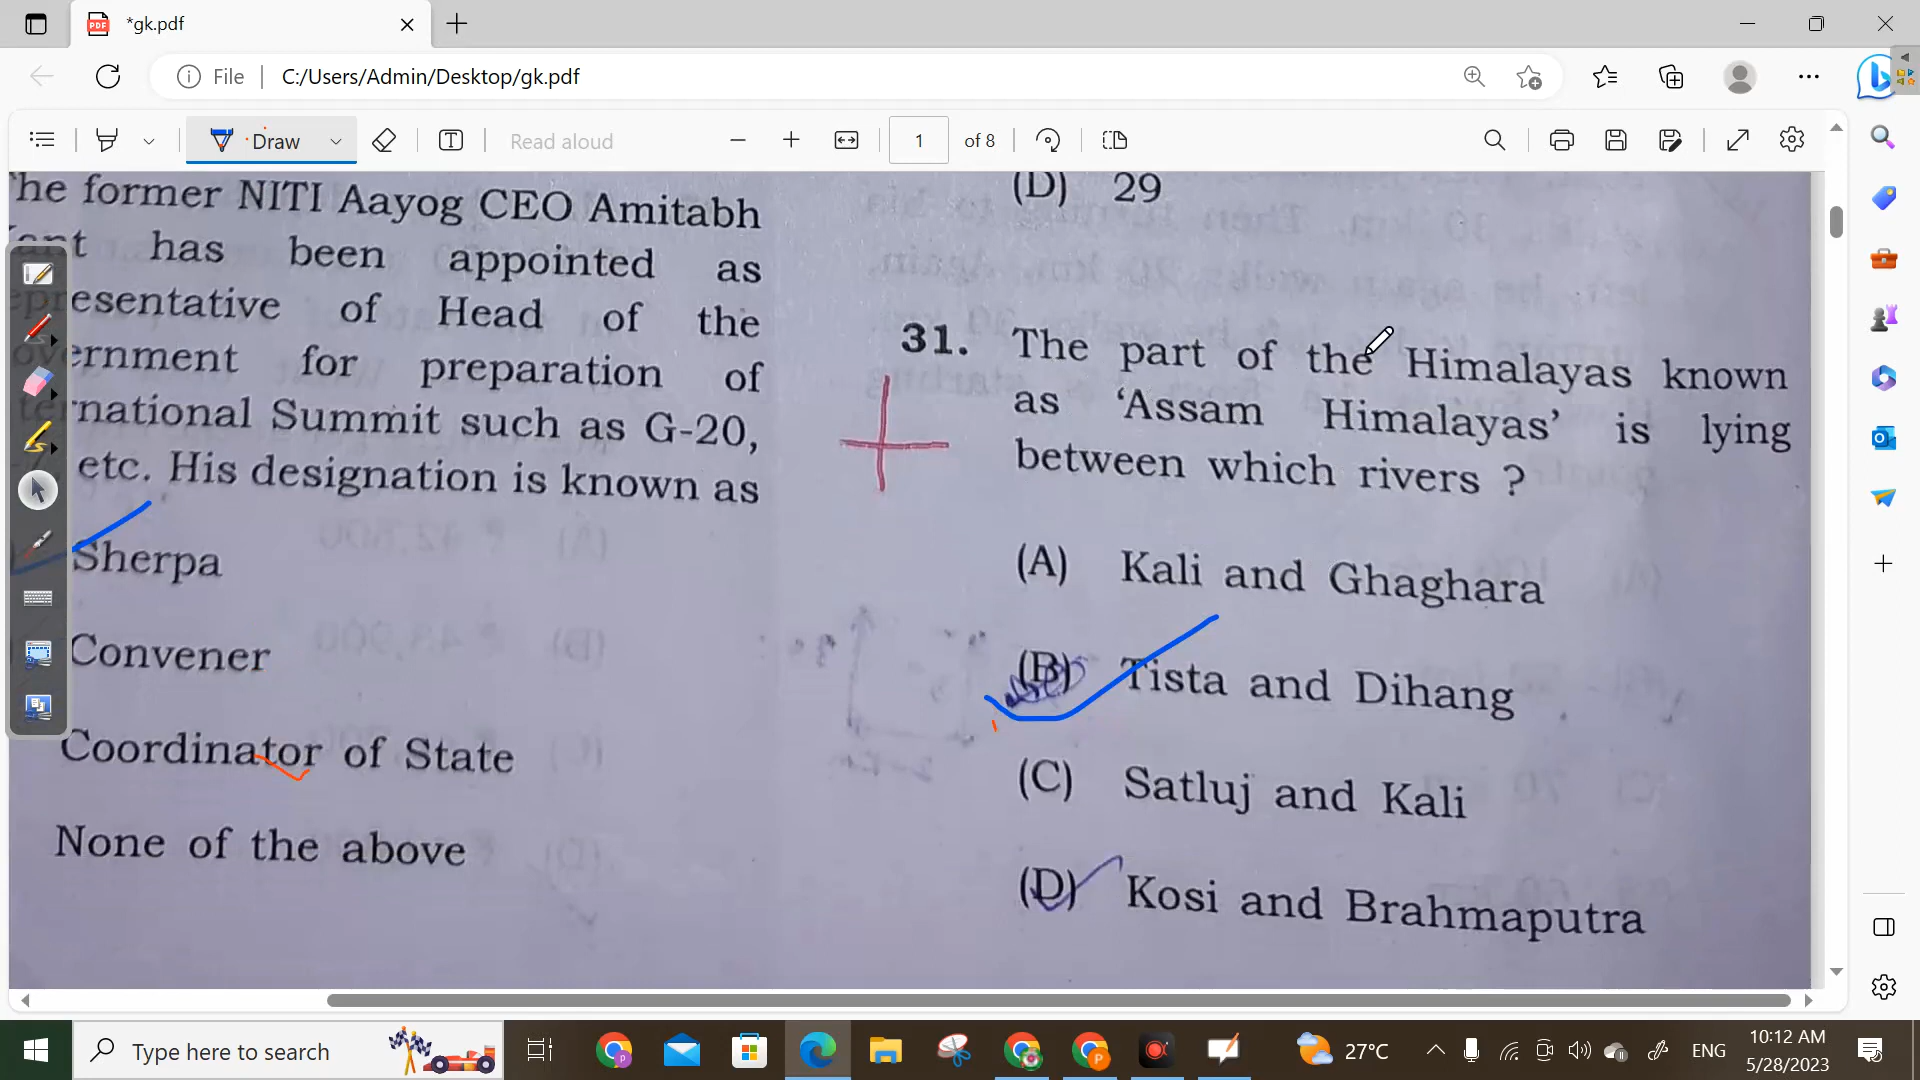 *gk.pdf
File
C:/Users/Admin/Desktop/gk.pdf
Draw
Read aloud
1
of 8
he former NITI Aayog CEO Amitabh
has been appointed as
epresentative of Head of the
ernment for preparation of
rnational Summit such as G-20,
etc. His designation is known as
Sherpa
Convener
Coordinator of State
None of the above
(D) 29
31. The part of the Himalayas known
as ‘Assam Himalayas’ is lying
between which rivers ?
(A) Kali and Ghaghara
(B) Tista and Dihang
(C) Satluj and Kali
(D) Kosi and Brahmaputra
Type here to search
27°C
ENG
10:12 AM
5/28/2023